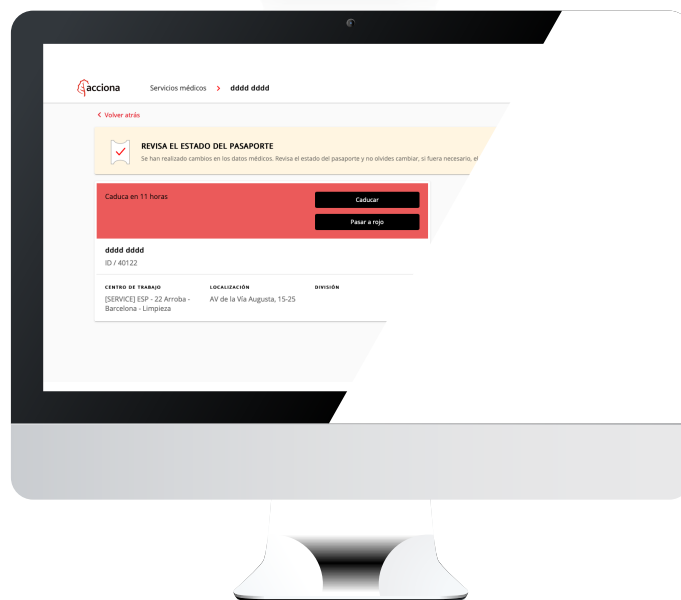 acciona
Servicios médicos > dddd dddd
< Volver atrás
REVISA EL ESTADO DEL PASAPORTE
Se han realizado cambios en los datos médicos. Revisa el estado del pasaporte y no olvides cambiar, si fuera necesario, el
Caduca en 11 horas
Caducar
Pasar a rojo
dddd dddd
ID / 40122
CENTRO DE TRABAJO
LOCALIZACIÓN
DIVISIÓN
[SERVICE] ESP - 22 Arroba -
Barcelona - Limpieza
AV de la Vía Augusta, 15-25